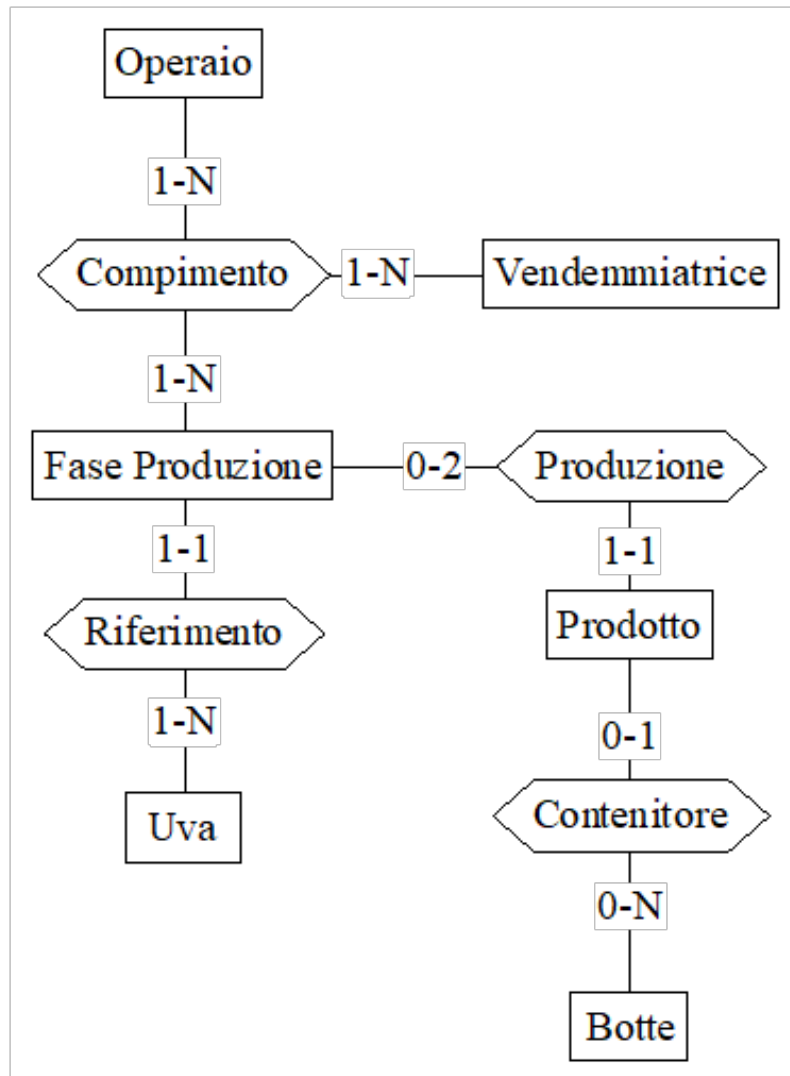 Operaio
1-N
Compimento
1-N
Vendemmiatrice
1-N
Fase Produzione
0-2
Produzione
1-1
1-1
Riferimento
Prodotto
1-N
0-1
Uva
Contenitore
0-N
Botte